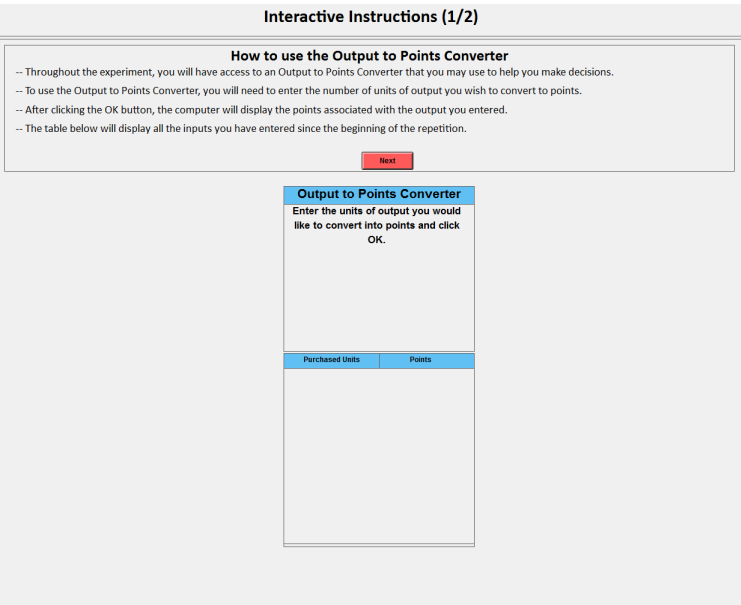 Interactive Instructions (1/2)
How to use the Output to Points Converter
-- Throughout the experiment, you will have access to an Output to Points Converter that you may use to help you make decisions.
-- To use the Output to Points Converter, you will need to enter the number of units of output you wish to convert to points.
-- After clicking the OK button, the computer will display the points associated with the output you entered.
-- The table below will display all the inputs you have entered since the beginning of the repetition.
Next
Output to Points Converter
Enter the units of output you would
like to convert into points and click
OK.
Purchased Units Points